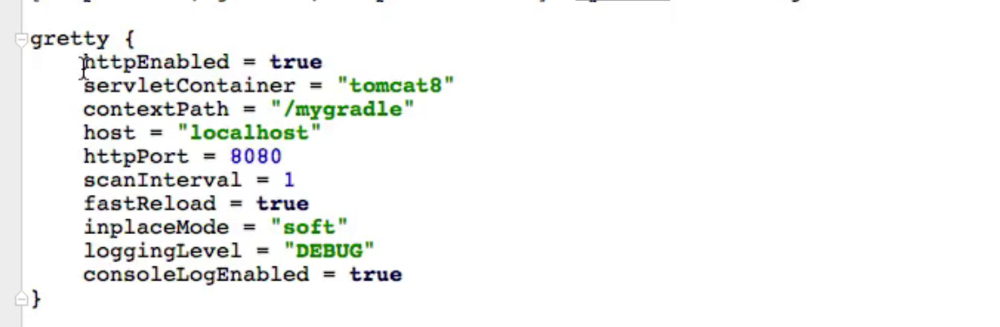 gretty {
    httpEnabled = true
    servletContainer = "tomcat8"
    contextPath = "/mygradle"
    host = "localhost"
    httpPort = 8080
    scanInterval = 1
    fastReload = true
    inplaceMode = "soft"
    loggingLevel = "DEBUG"
    consoleLogEnabled = true
}